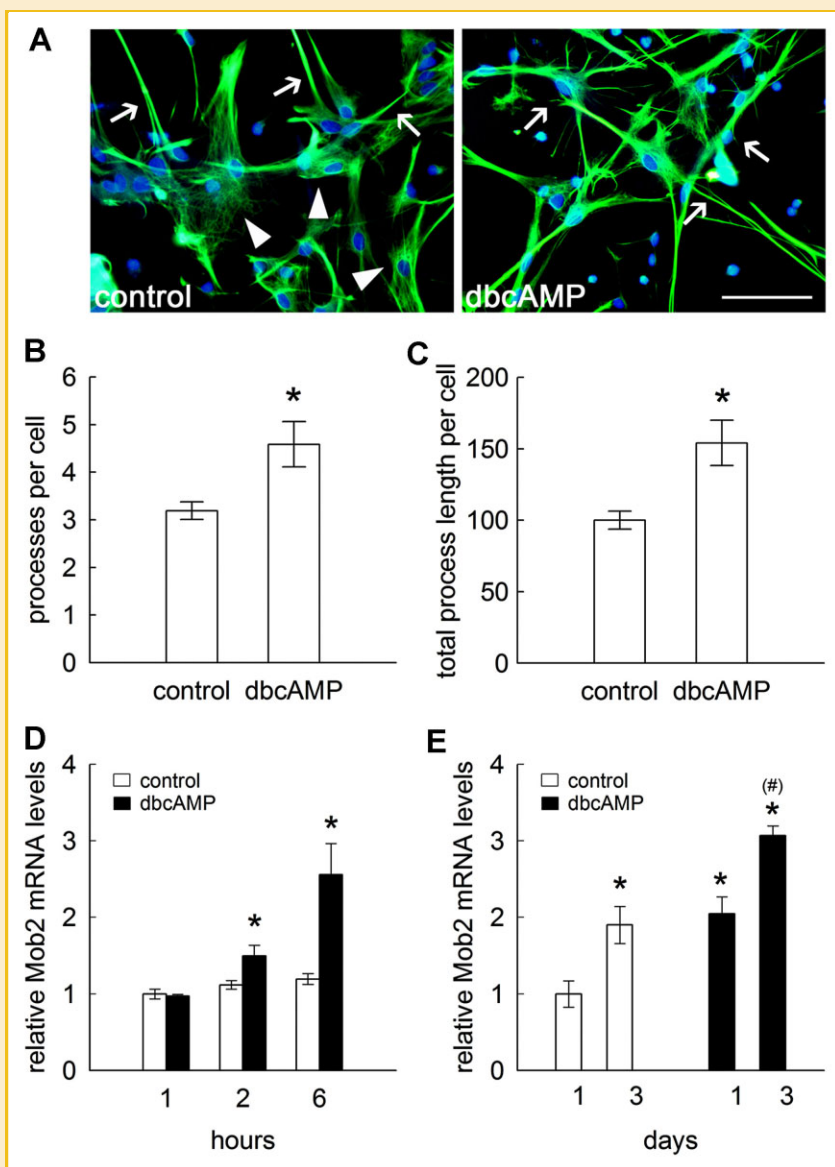 A
control
dbcAMP
B
processes per cell
6
5
4
3
2
1
0
*
control dbcAMP
C
total process length per cell
200
150
100
50
0
*
control dbcAMP
D
relative Mob2 mRNA levels
4
3
2
1
0
control
dbcAMP
*
*
1 2 6
hours
E
relative Mob2 mRNA levels
4
3
2
1
0
control
dbcAMP
*
*
(#)
*
1 3 1 3
days